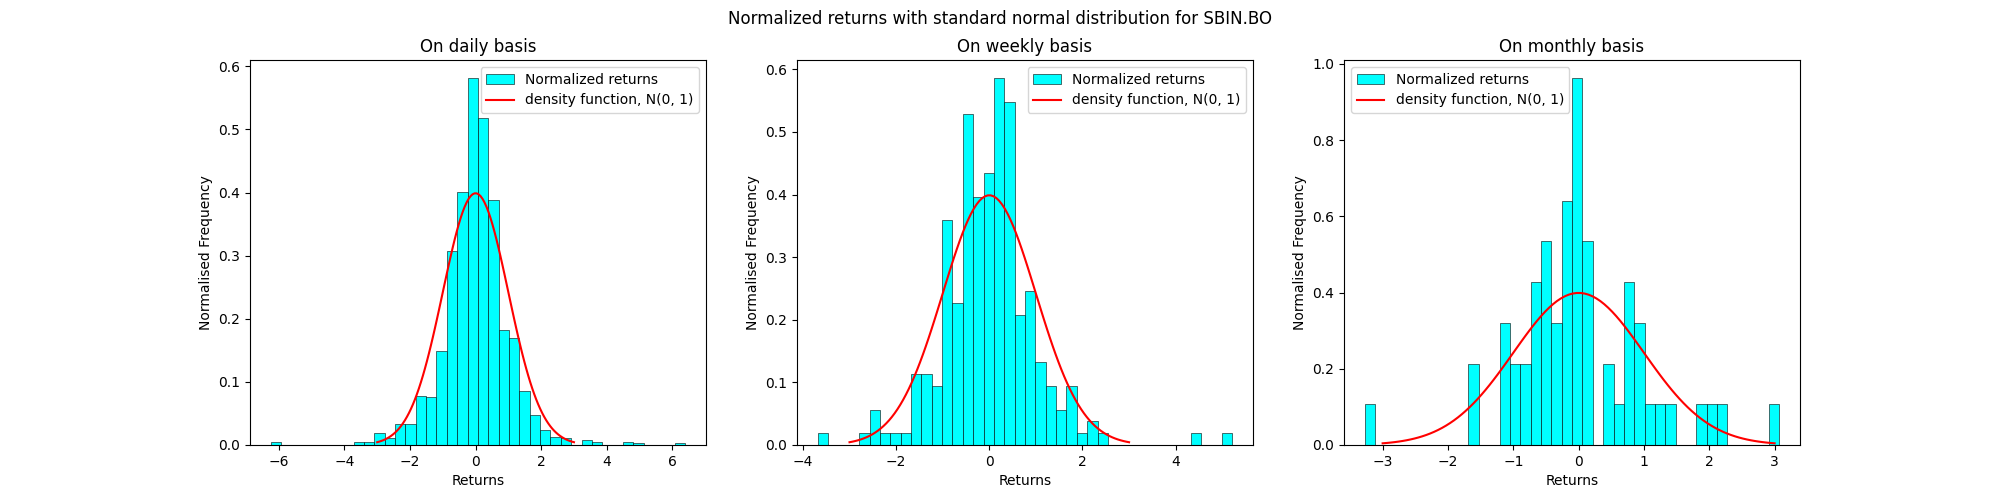 Normalized returns with standard normal distribution for SBIN.BO
On daily basis
Normalized returns
density function, N(0, 1)
Normalised Frequency
0.6
0.5
0.4
0.3
0.2
0.1
0.0
−6 −4 −2 0 2 4 6
Returns
On weekly basis
Normalized returns
density function, N(0, 1)
Normalised Frequency
0.6
0.5
0.4
0.3
0.2
0.1
0.0
−4 −2 0 2 4
Returns
On monthly basis
Normalized returns
density function, N(0, 1)
Normalised Frequency
1.0
0.8
0.6
0.4
0.2
0.0
−3 −2 −1 0 1 2 3
Returns